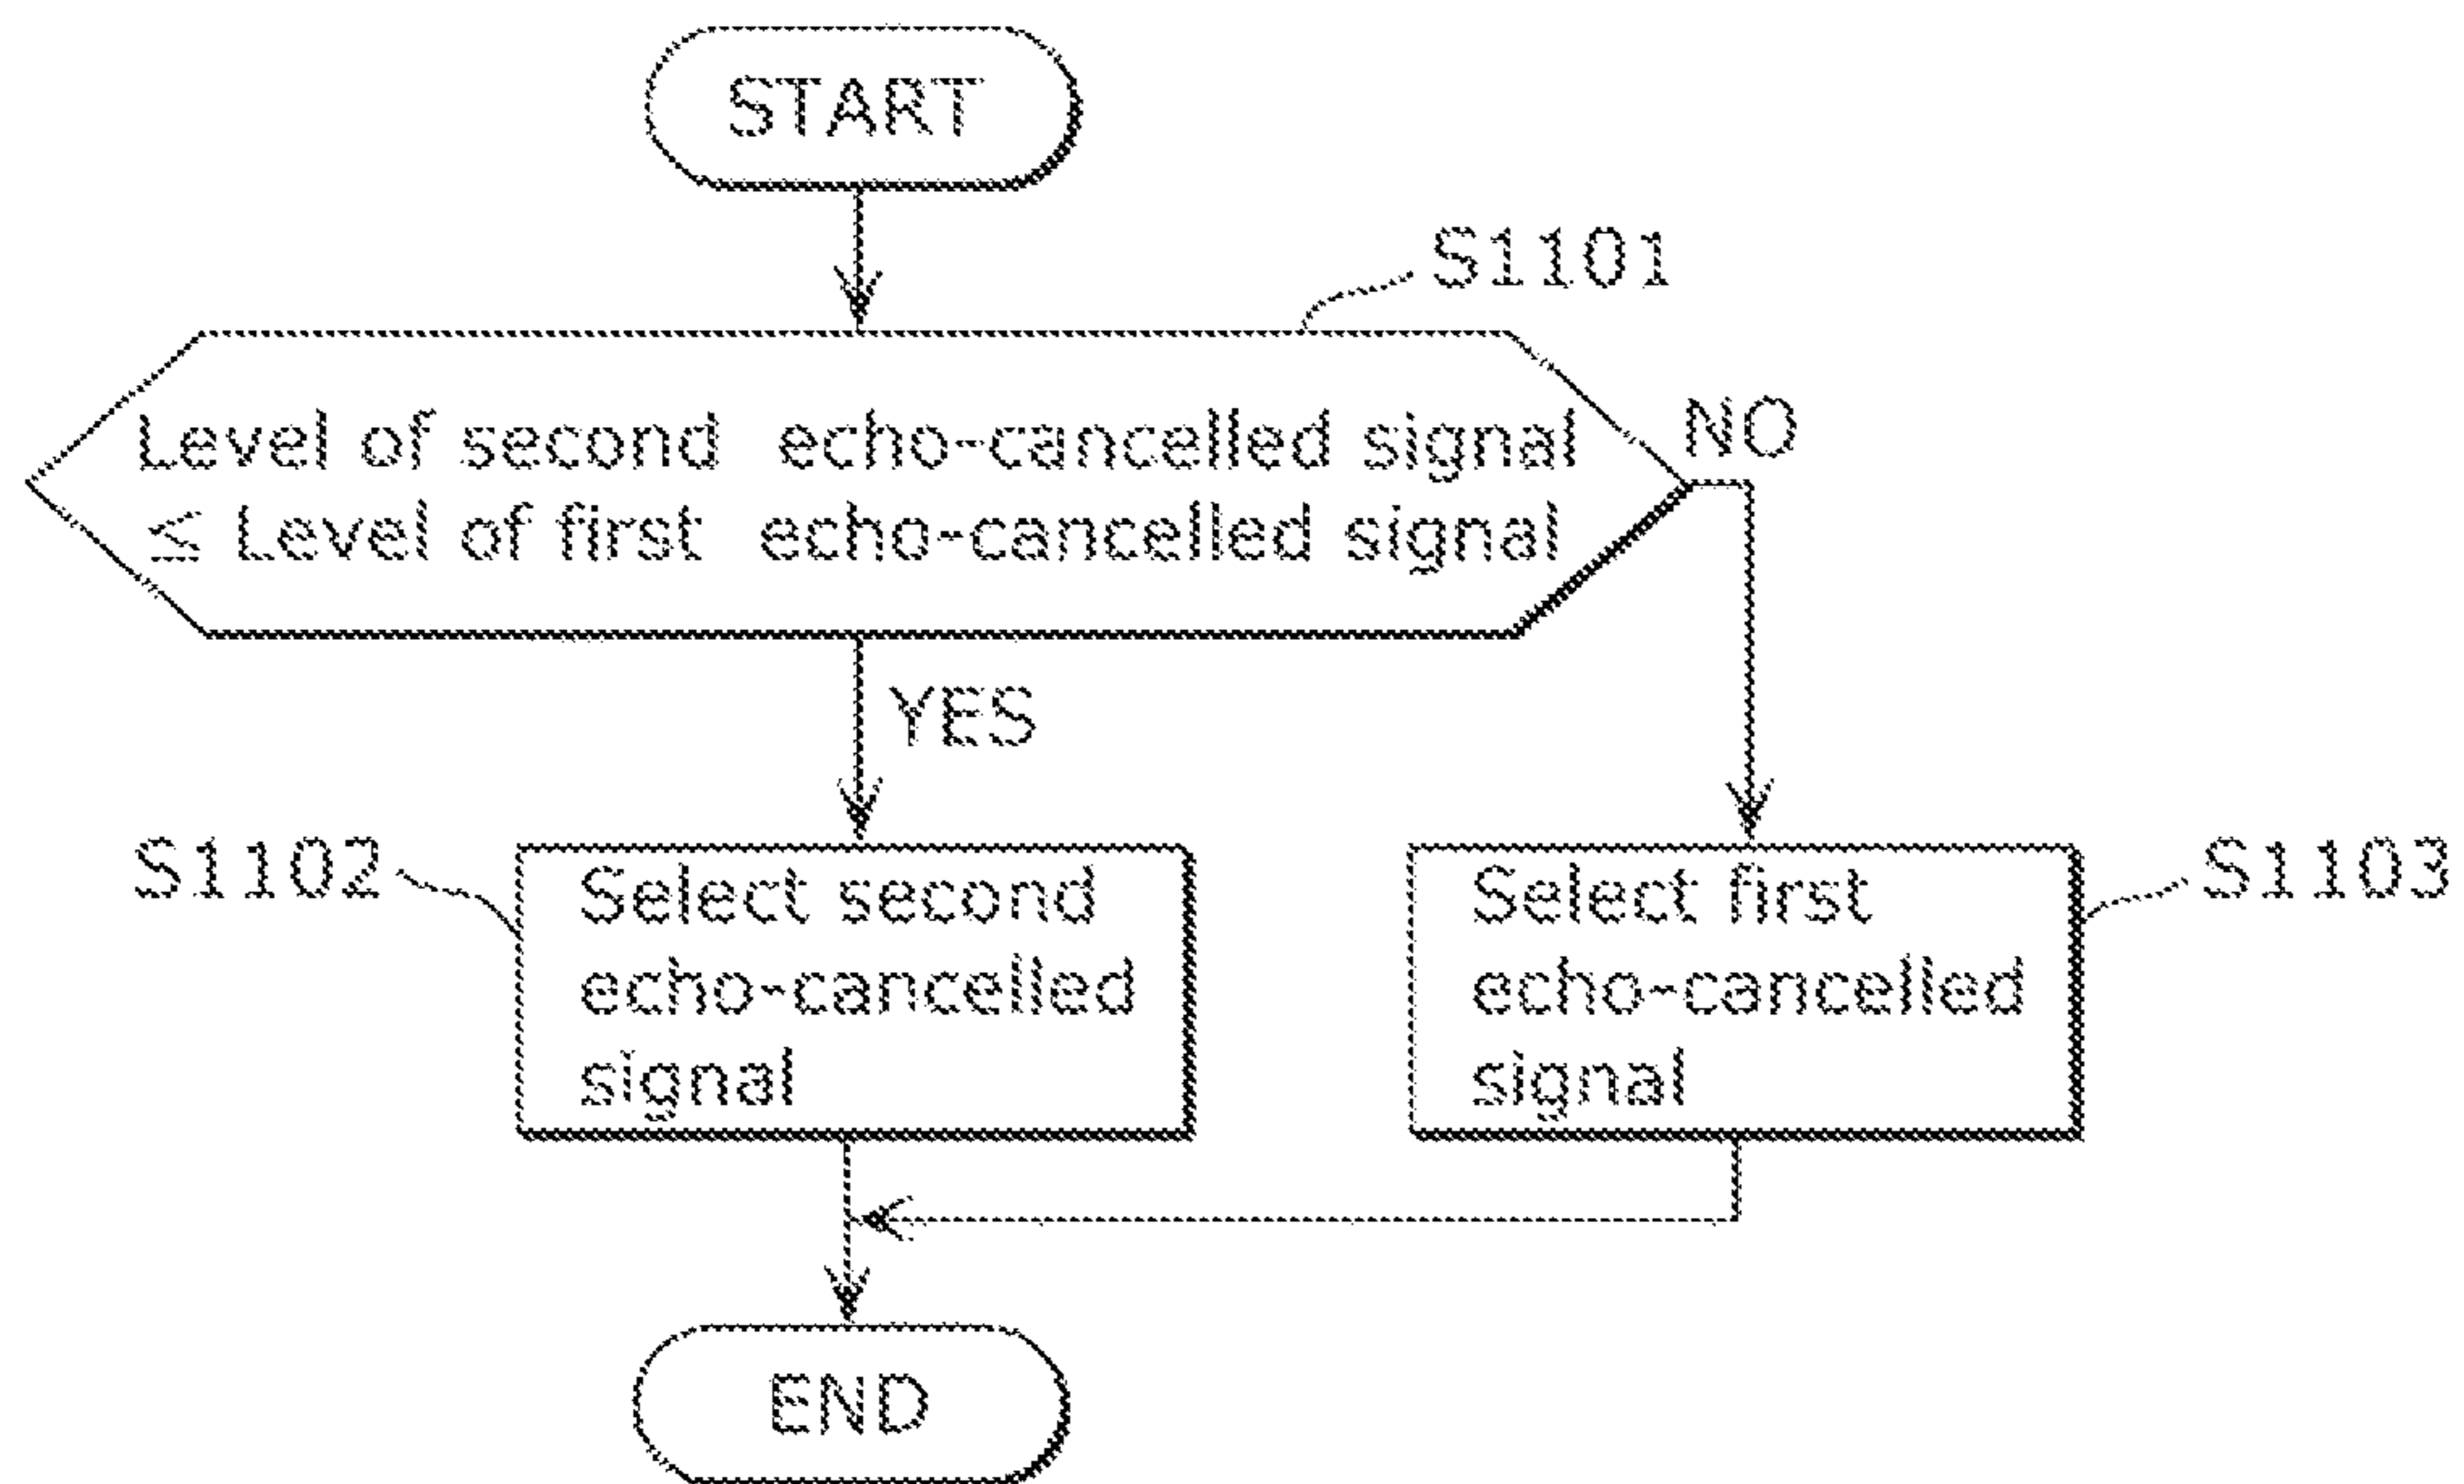 START
S1101
Level of second echo-cancelled signal
≤ Level of first echo-cancelled signal
NO
YES
S1102
Select second
echo-cancelled
signal
Select first
echo-cancelled
signal
S1103
END